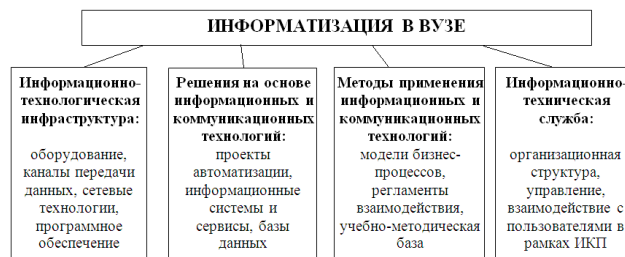 ИНФОРМАТИЗАЦИЯ В ВУЗЕ
Информационно-
технологическая
инфраструктура:
оборудование,
каналы передачи
данных, сетевые
технологии,
программное
обеспечение
Решения на основе
информационных и
коммуникационных
технологий:
проекты
автоматизации,
информационные
системы и
сервисы, базы
данных
Методы применения
информационных и
коммуникационных
технологий:
модели бизнес-
процессов,
регламенты
взаимодействия,
учебно-методическая
база
Информационно-
техническая
служба:
организационная
структура,
управление,
взаимодействие с
пользователями в
рамках ИКП